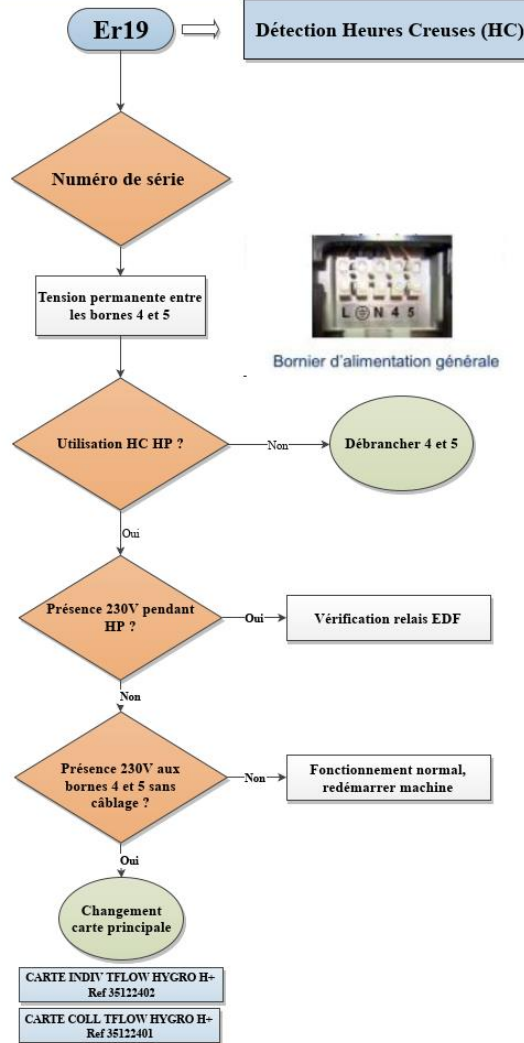 Er19
Détection Heures Creuses (HC)
Numéro de série
Tension permanente entre
les bornes 4 et 5
L N 4 5
Bornier d'alimentation générale
Utilisation HC HP ?
Non
Débrancher 4 et 5
Oui
Présence 230V pendant
HP ?
Oui
Vérification relais EDF
Non
Présence 230V aux
bornes 4 et 5 sans
câblage ?
Non
Fonctionnement normal,
redémarrer machine
Oui
Changement
carte principale
CARTE INDIV TFLOW HYGRO H+
Ref 35122402
CARTE COLL TFLOW HYGRO H+
Ref 35122401